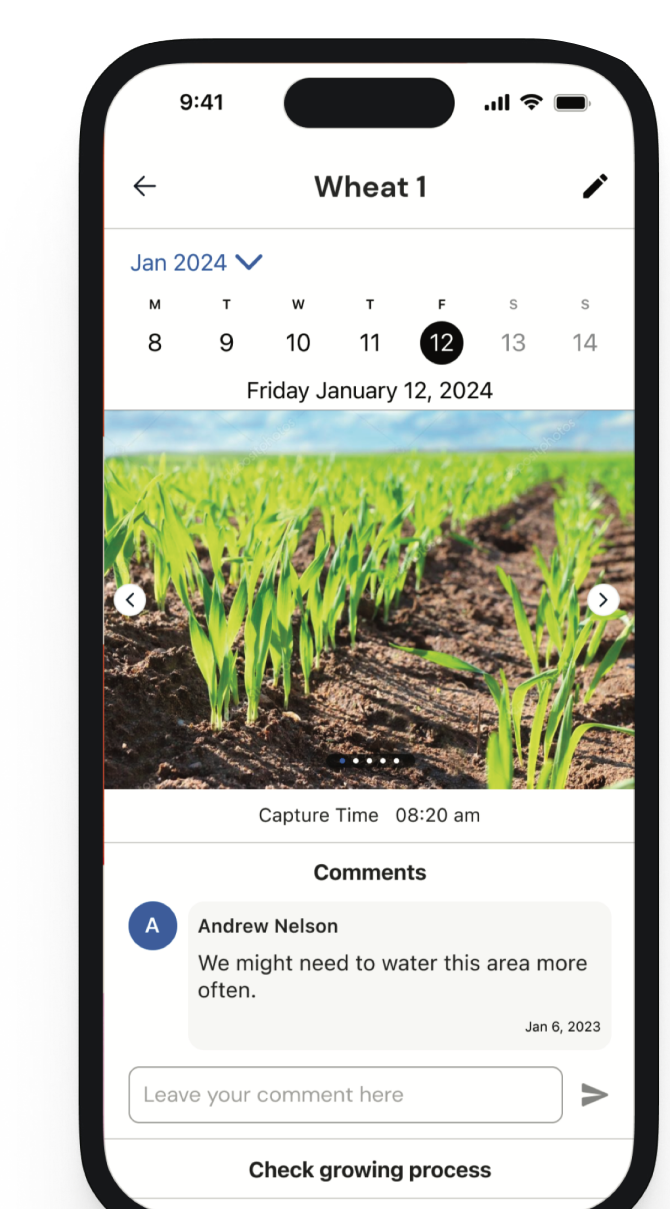 9:41
Wheat 1
Jan 2024
M T W T F S S
8 9 10 11 12 13 14
Friday January 12, 2024
Capture Time 08:20 am
Comments
A
Andrew Nelson
We might need to water this area more
often.
Jan 6, 2023
Leave your comment here
Check growing process